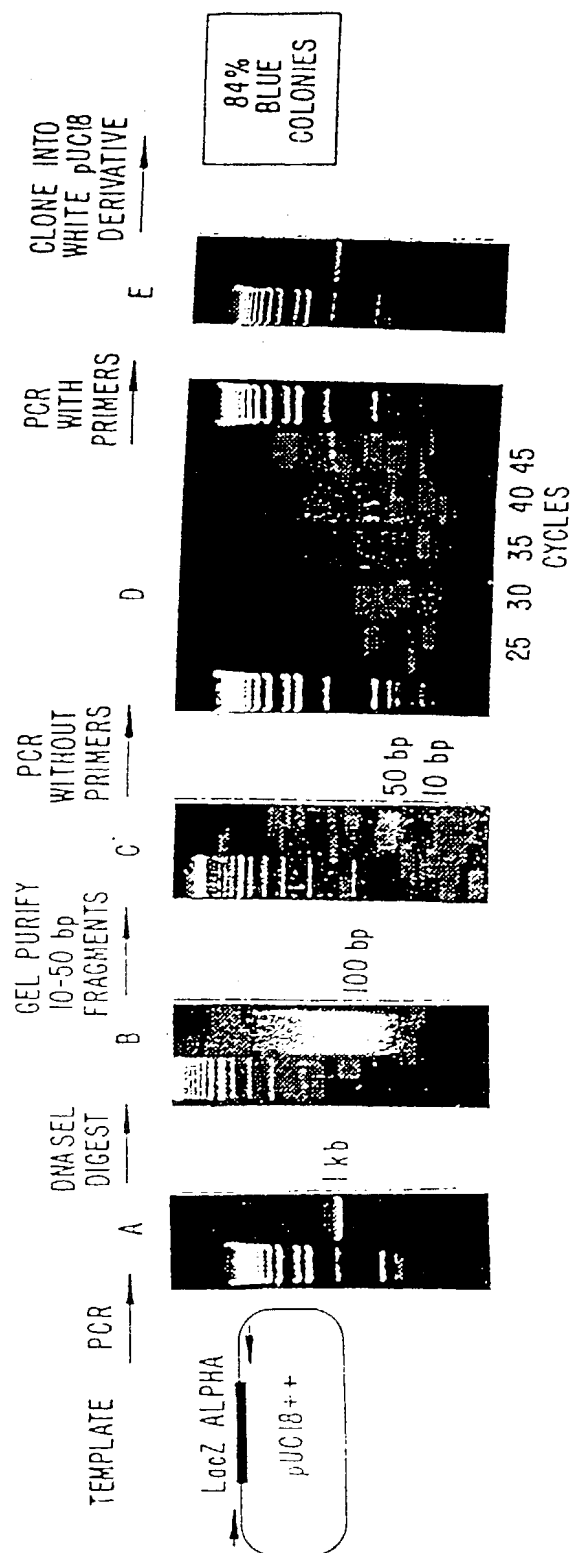 TEMPLATE
PCR
DNASEL
DIGEST
GEL PURIFY
10-50 bp
FRAGMENTS
PCR
WITHOUT
PRIMERS
PCR
WITH
PRIMERS
CLONE INTO
WHITE pUC18
DERIVATIVE
A
B
C
D
E
LacZ ALPHA
pUC18++
1 kb
100 bp
50 bp
10 bp
25 30 35 40 45
CYCLES
84%
BLUE
COLONIES